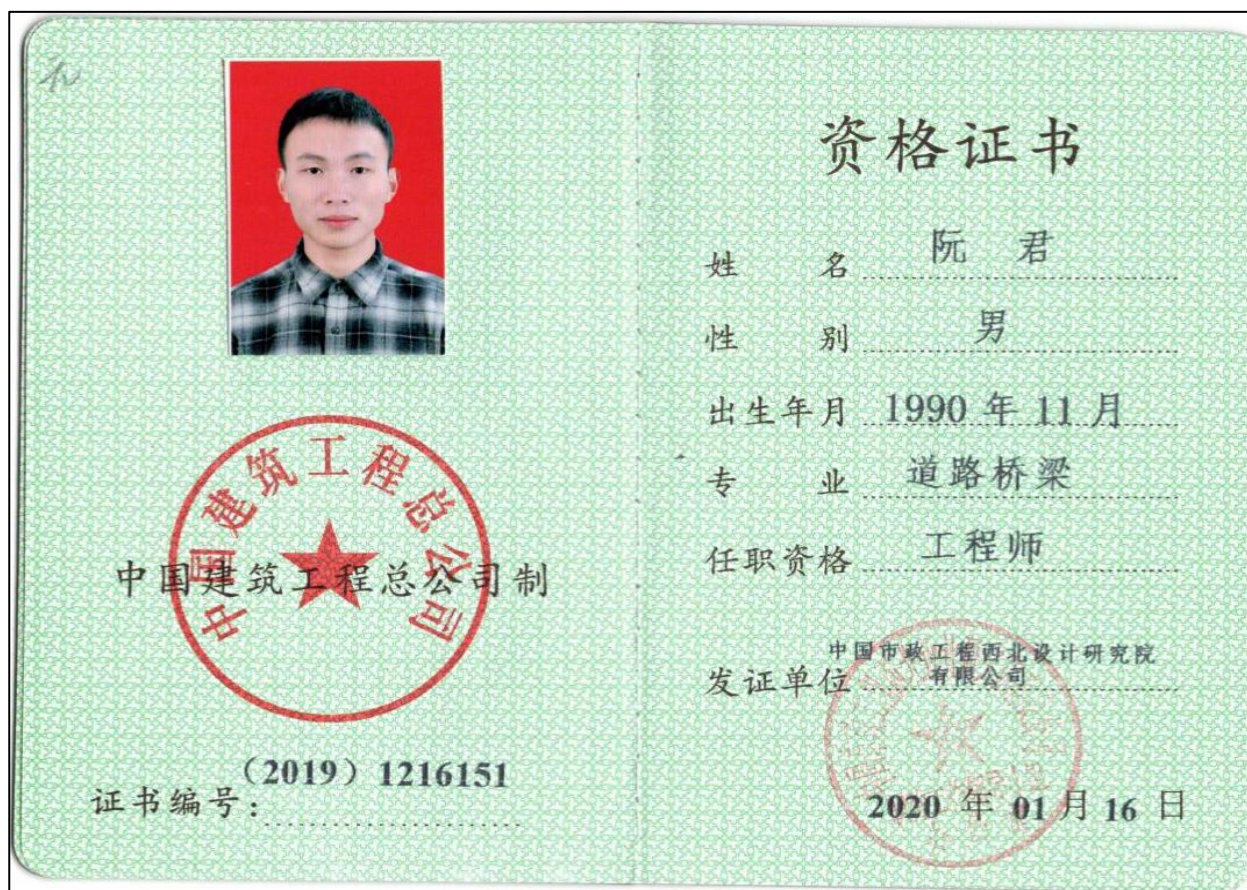 中国建筑工程总公司
中国建筑工程总公司制
证书编号：（2019）1216151
资格证书
姓 名 阮 君
性 别 男
出生年月 1990 年 11 月
专 业 道路桥梁
任职资格 工程师
发证单位 中国市政工程西北设计研究院
有限公司
2020 年 01 月 16 日